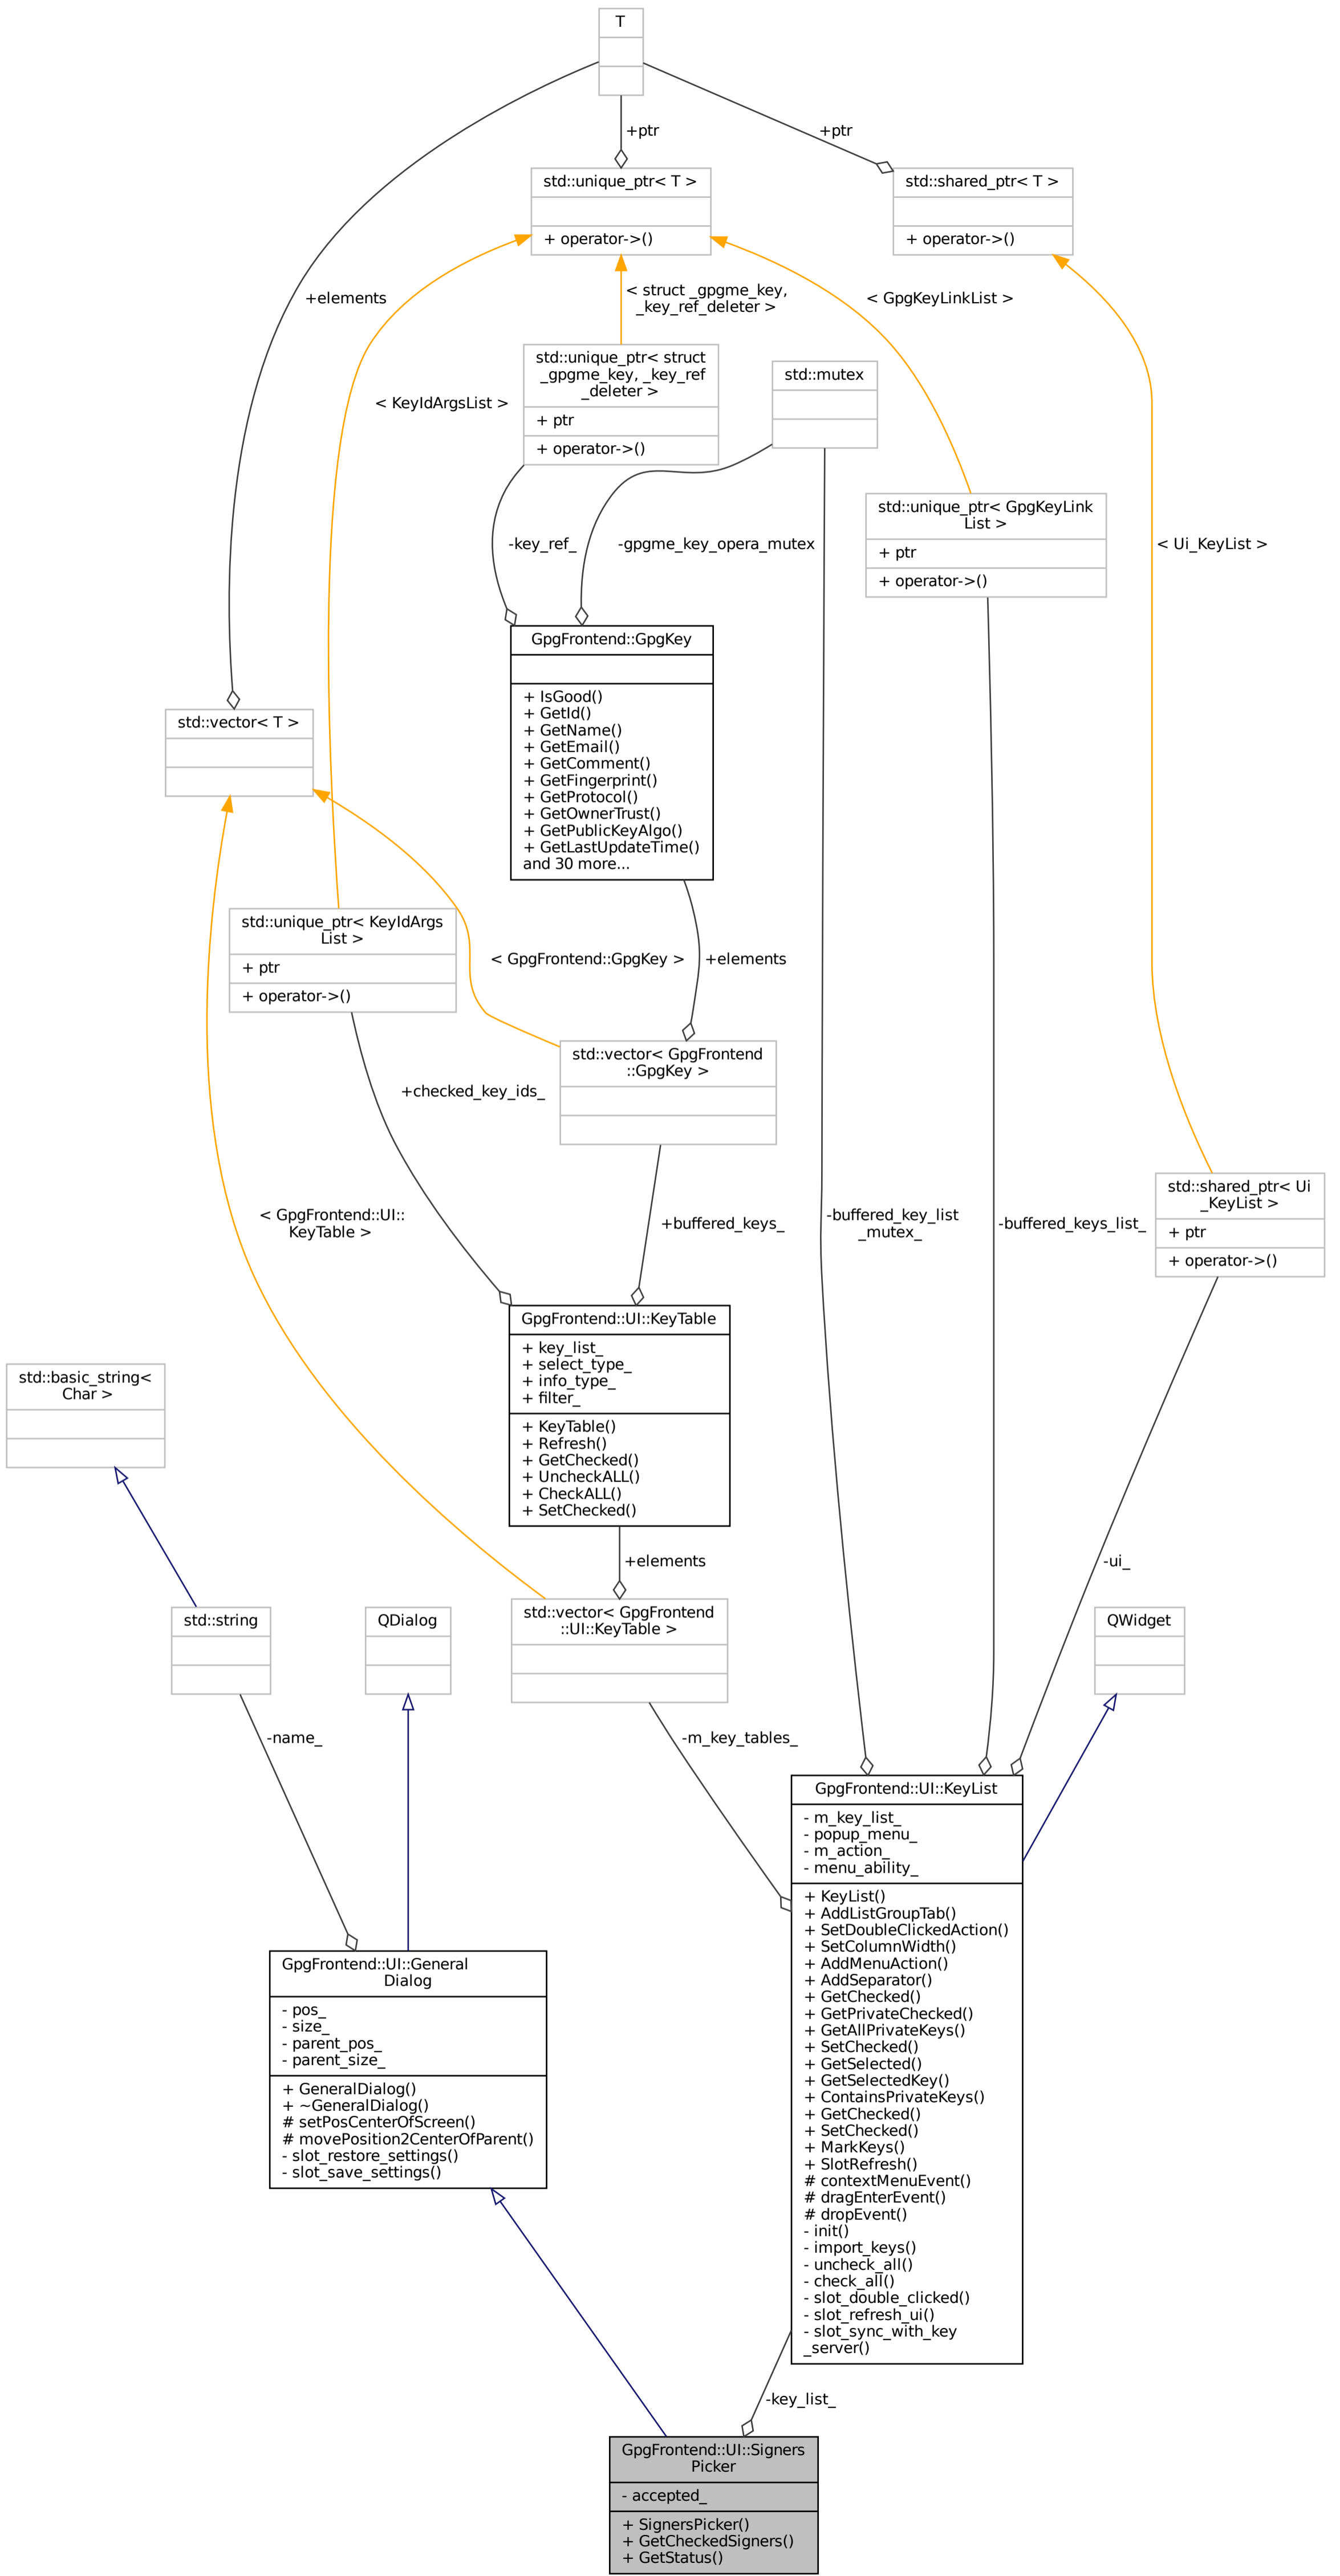 T
+ptr
+ptr
std::unique_ptr< T >
+ operator->()
std::shared_ptr< T >
+ operator->()
+elements
< struct _gpgme_key,
_key_ref_deleter >
< GpgKeyLinkList >
std::unique_ptr< struct
_gpgme_key, _key_ref
_deleter >
+ ptr
+ operator->()
std::mutex
< KeyIdArgsList >
std::unique_ptr< GpgKeyLink
List >
+ ptr
+ operator->()
-key_ref_
-gpgme_key_opera_mutex
< Ui_KeyList >
GpgFrontend::GpgKey
+ IsGood()
+ GetId()
+ GetName()
+ GetEmail()
+ GetComment()
+ GetFingerprint()
+ GetProtocol()
+ GetOwnerTrust()
+ GetPublicKeyAlgo()
+ GetLastUpdateTime()
and 30 more...
std::vector< T >
std::unique_ptr< KeyIdArgs
List >
+ ptr
+ operator->()
< GpgFrontend::GpgKey >
+elements
std::vector< GpgFrontend
::GpgKey >
+checked_key_ids_
std::shared_ptr< Ui
_KeyList >
+ ptr
+ operator->()
< GpgFrontend::UI::
KeyTable >
+buffered_keys_
-buffered_key_list
_mutex_
-buffered_keys_list_
GpgFrontend::UI::KeyTable
+ key_list_
+ select_type_
+ info_type_
+ filter_
+ KeyTable()
+ Refresh()
+ GetChecked()
+ UncheckALL()
+ CheckALL()
+ SetChecked()
std::basic_string<
Char >
+elements
-ui_
std::string
QDialog
std::vector< GpgFrontend
::UI::KeyTable >
QWidget
-name_
-m_key_tables_
GpgFrontend::UI::KeyList
- m_key_list_
- popup_menu_
- m_action_
- menu_ability_
+ KeyList()
+ AddListGroupTab()
+ SetDoubleClickedAction()
+ SetColumnWidth()
+ AddMenuAction()
+ AddSeparator()
+ GetChecked()
+ GetPrivateChecked()
+ GetAllPrivateKeys()
+ SetChecked()
+ GetSelected()
+ GetSelectedKey()
+ ContainsPrivateKeys()
+ GetChecked()
+ SetChecked()
+ MarkKeys()
+ SlotRefresh()
# contextMenuEvent()
# dragEnterEvent()
# dropEvent()
- init()
- import_keys()
- uncheck_all()
- check_all()
- slot_double_clicked()
- slot_refresh_ui()
- slot_sync_with_key
_server()
GpgFrontend::UI::General
Dialog
- pos_
- size_
- parent_pos_
- parent_size_
+ GeneralDialog()
+ ~GeneralDialog()
# setPosCenterOfScreen()
# movePosition2CenterOfParent()
- slot_restore_settings()
- slot_save_settings()
-key_list_
GpgFrontend::UI::Signers
Picker
- accepted_
+ SignersPicker()
+ GetCheckedSigners()
+ GetStatus()